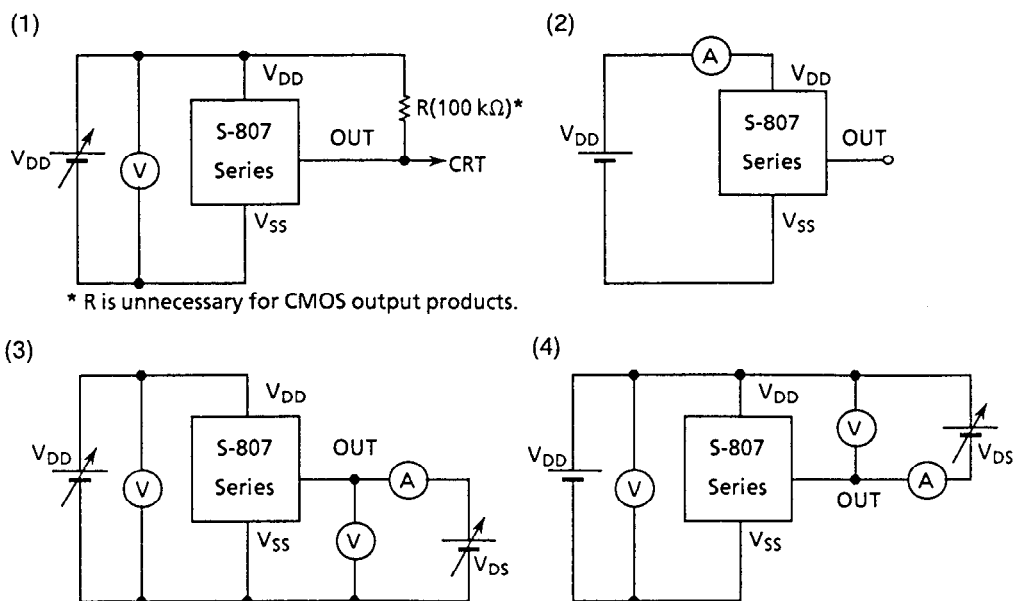 (1)
V_DD
S-807
Series
V_SS
V_DD
V
OUT
R(100 kΩ)*
CRT
* R is unnecessary for CMOS output products.
(2)
A
V_DD
V_DD
S-807
Series
OUT
V_SS
(3)
V_DD
V_DD
V
S-807
Series
V_SS
OUT
A
V
V_DS
(4)
V_DD
V_DD
V
S-807
Series
V_SS
V
OUT
A
V_DS